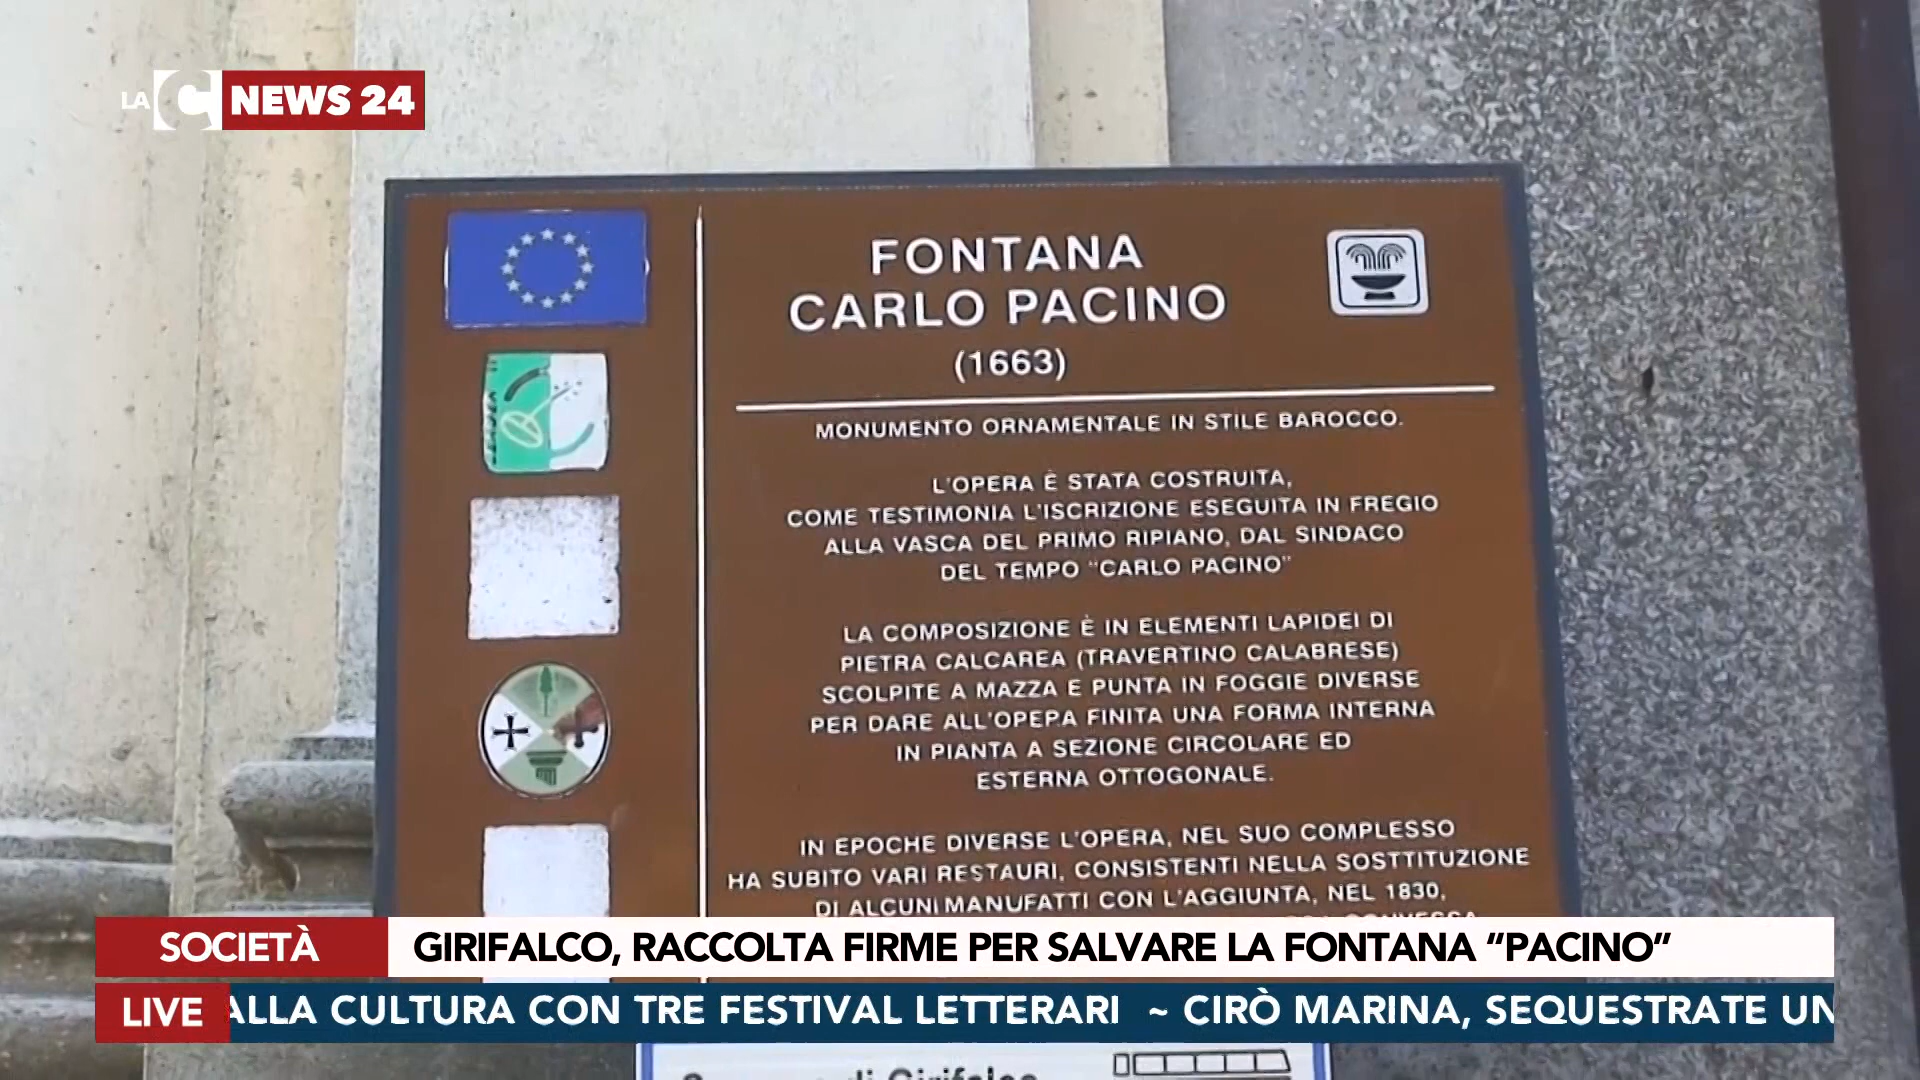 LA C NEWS 24
FONTANA
CARLO PACINO
(1663)
MONUMENTO ORNAMENTALE IN STILE BAROCCO.
L'OPERA È STATA COSTRUITA,
COME TESTIMONIA L'ISCRIZIONE ESEGUITA IN FREGIO
ALLA VASCA DEL PRIMO RIPIANO, DAL SINDACO
DEL TEMPO "CARLO PACINO"
LA COMPOSIZIONE È IN ELEMENTI LAPIDEI DI
PIETRA CALCAREA (TRAVERTINO CALABRESE)
SCOLPITE A MAZZA E PUNTA IN FOGGIE DIVERSE
PER DARE ALL'OPEPA FINITA UNA FORMA INTERNA
IN PIANTA A SEZIONE CIRCOLARE ED
ESTERNA OTTOGONALE.
IN EPOCHE DIVERSE L'OPERA, NEL SUO COMPLESSO
HA SUBITO VARI RESTAURI, CONSISTENTI NELLA SOSTTITUZIONE
DI ALCUNI MANUFATTI CON L'AGGIUNTA, NEL 1830,
CONVESSA
SOCIETÀ GIRIFALCO, RACCOLTA FIRME PER SALVARE LA FONTANA “PACINO”
LIVE ALLA CULTURA CON TRE FESTIVAL LETTERARI ~ CIRÒ MARINA, SEQUESTRATE UN
di Girifalco